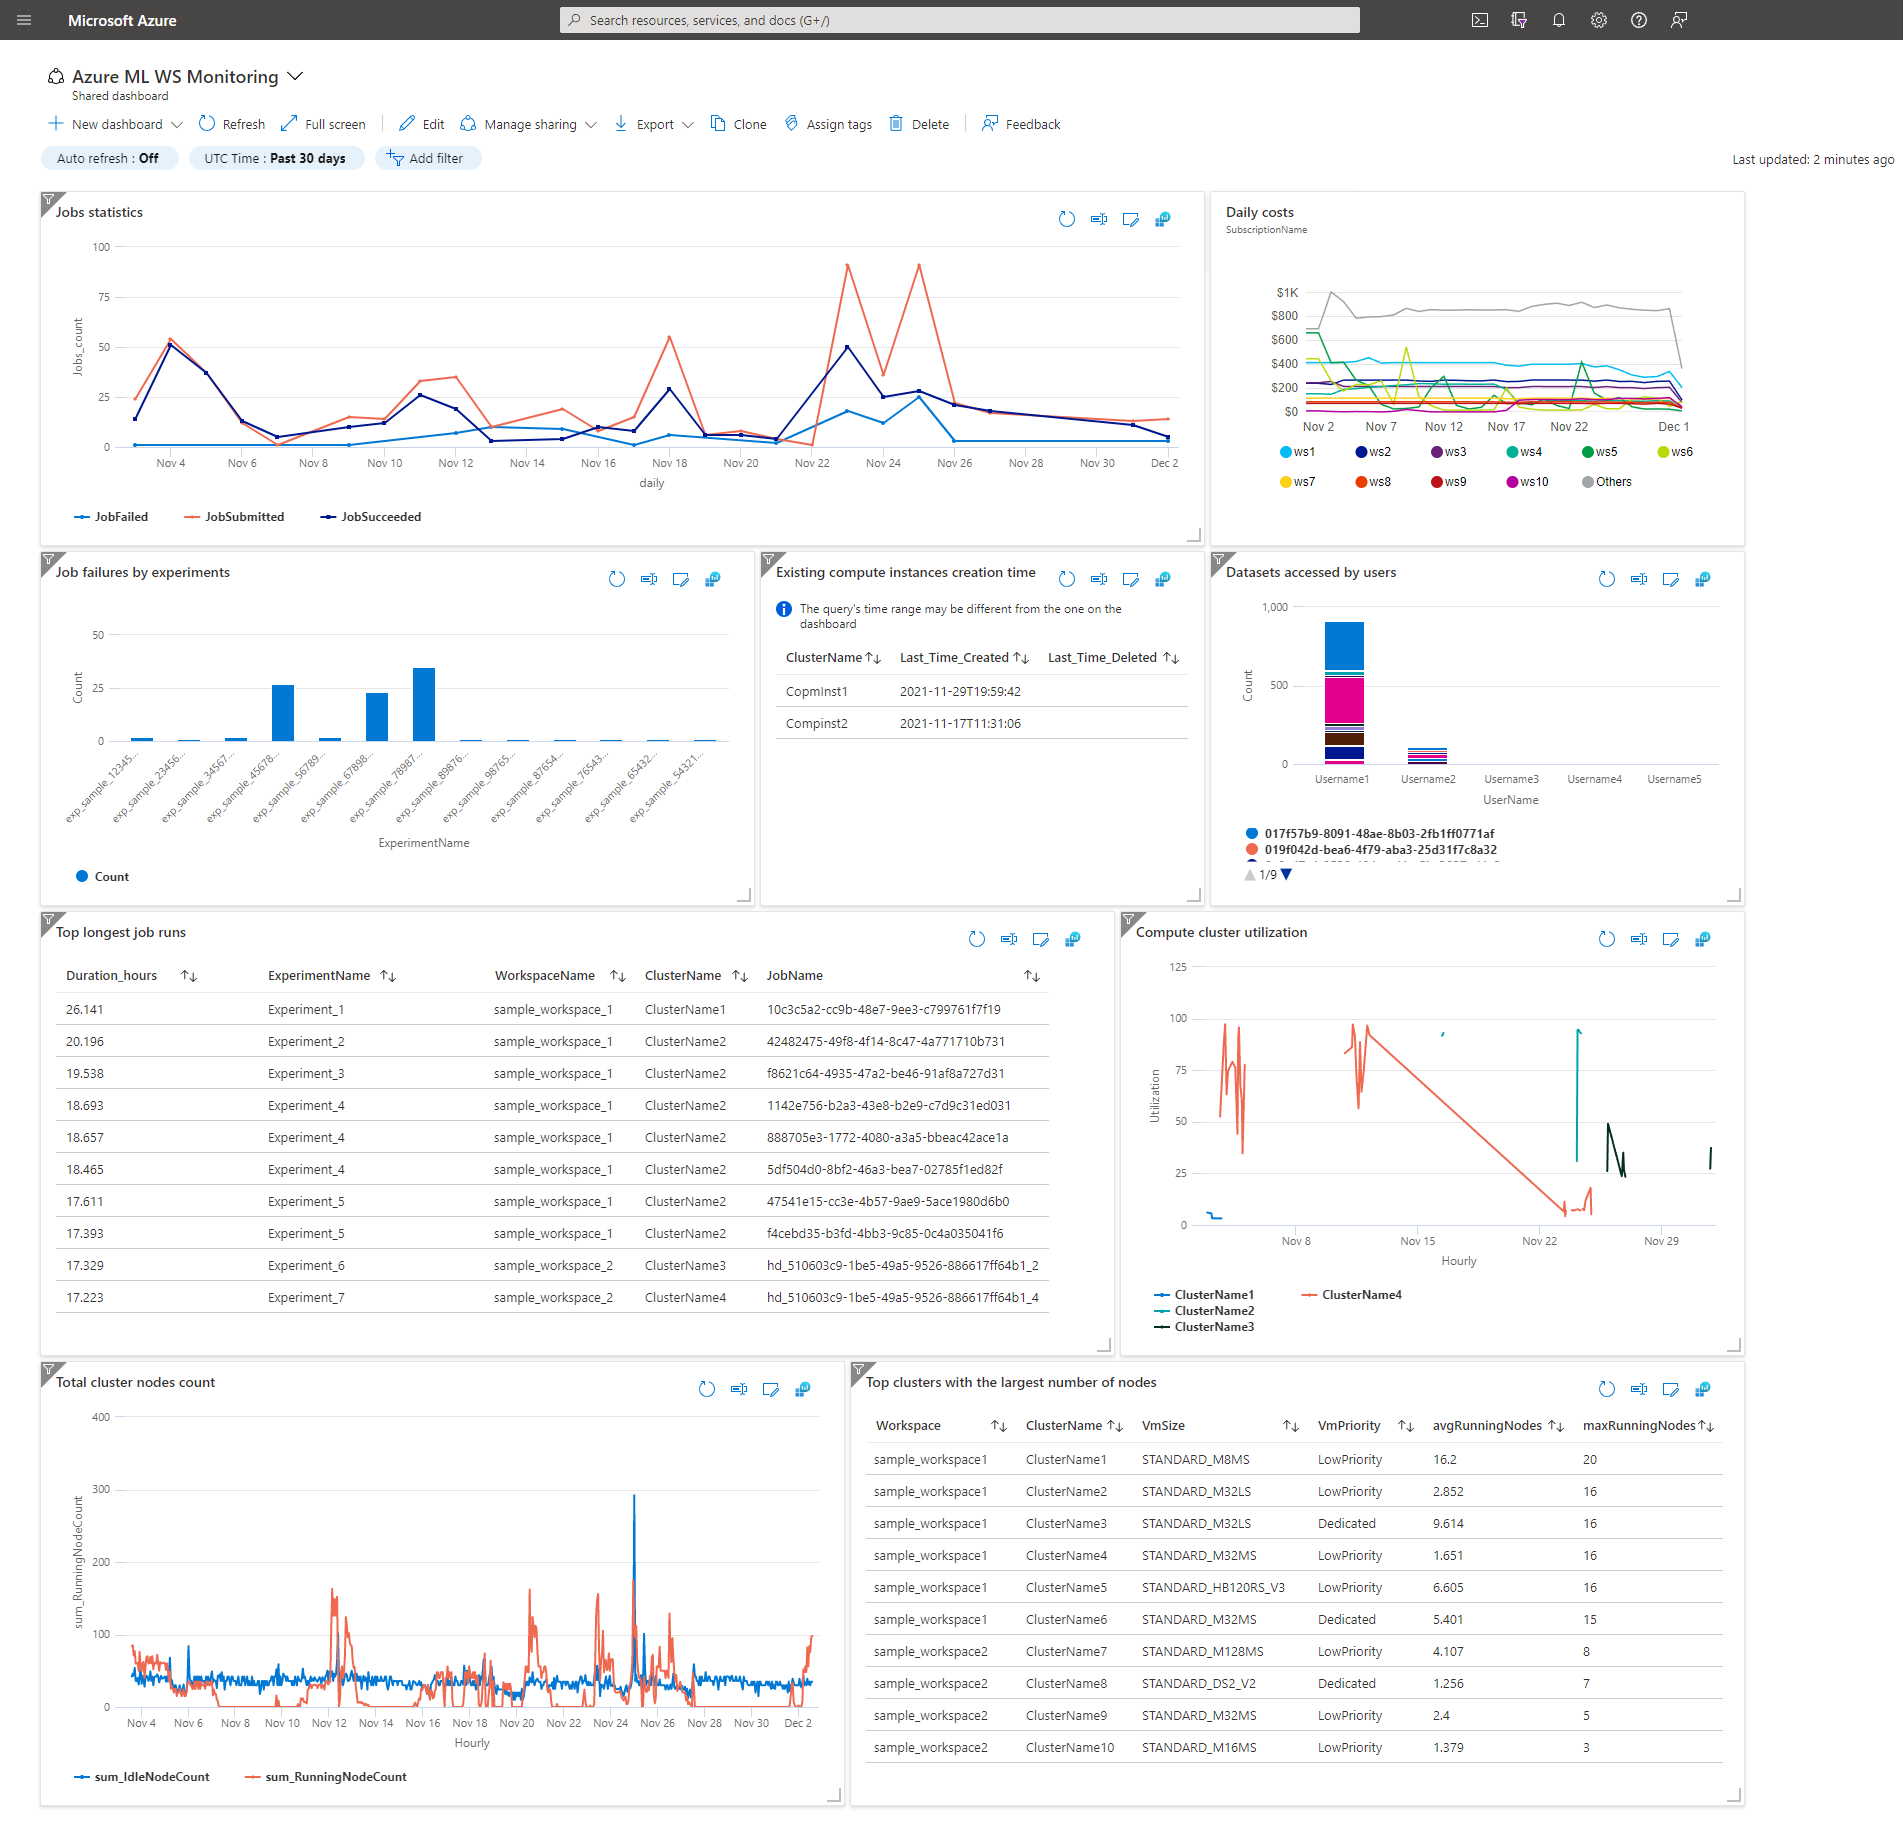 Microsoft Azure
Search resources, services, and docs (G+/)
Azure ML WS Monitoring
Shared dashboard
New dashboard Refresh Full screen Edit Manage sharing Export Clone Assign tags Delete Feedback
Auto refresh : Off UTC Time : Past 30 days Add filter
Last updated: 2 minutes ago
Jobs statistics
100
75
50
25
0
Jobs_count
Nov 4 Nov 6 Nov 8 Nov 10 Nov 12 Nov 14 Nov 16 Nov 18 Nov 20 Nov 22 Nov 24 Nov 26 Nov 28 Nov 30 Dec 2
daily
JobFailed JobSubmitted JobSucceeded
Daily costs
SubscriptionName
$1K
$800
$600
$400
$200
$0
Nov 2 Nov 7 Nov 12 Nov 17 Nov 22 Dec 1
ws1 ws2 ws3 ws4 ws5 ws6
ws7 ws8 ws9 ws10 Others
Job failures by experiments
50
25
0
Count
exp_sample_12345... exp_sample_23456... exp_sample_34567... exp_sample_45678... exp_sample_56789... exp_sample_67898... exp_sample_78987... exp_sample_89876... exp_sample_98765... exp_sample_87654... exp_sample_76543... exp_sample_65432... exp_sample_54321...
ExperimentName
Count
Existing compute instances creation time
The query's time range may be different from the one on the
dashboard
ClusterName Last_Time_Created Last_Time_Deleted
CopmInst1 2021-11-29T19:59:42
Compinst2 2021-11-17T11:31:06
Datasets accessed by users
1,000
500
0
Count
Username1 Username2 Username3 Username4 Username5
UserName
017f57b9-8091-48ae-8b03-2fb1ff0771af
019f042d-bea6-4f79-aba3-25d31f7c8a32
1/9
Top longest job runs
Duration_hours ExperimentName WorkspaceName ClusterName JobName
26.141 Experiment_1 sample_workspace_1 ClusterName1 10c3c5a2-cc9b-48e7-9ee3-c799761f7f19
20.196 Experiment_2 sample_workspace_1 ClusterName2 42482475-49f8-4f14-8c47-4a771710b731
19.538 Experiment_3 sample_workspace_1 ClusterName2 f8621c64-4935-47a2-be46-91af8a727d31
18.693 Experiment_4 sample_workspace_1 ClusterName2 1142e756-b2a3-43e8-b2e9-c7d9c31ed031
18.657 Experiment_4 sample_workspace_1 ClusterName2 888705e3-1772-4080-a3a5-bbeac42ace1a
18.465 Experiment_4 sample_workspace_1 ClusterName2 5df504d0-8bf2-46a3-bea7-02785f1ed82f
17.611 Experiment_5 sample_workspace_1 ClusterName2 47541e15-cc3e-4b57-9ae9-5ace1980d6b0
17.393 Experiment_5 sample_workspace_1 ClusterName2 f4cebd35-b3fd-4bb3-9c85-0c4a035041f6
17.329 Experiment_6 sample_workspace_2 ClusterName3 hd_510603c9-1be5-49a5-9526-886617ff64b1_2
17.223 Experiment_7 sample_workspace_2 ClusterName4 hd_510603c9-1be5-49a5-9526-886617ff64b1_4
Compute cluster utilization
125
100
75
50
25
0
Utilization
Nov 8 Nov 15 Nov 22 Nov 29
Hourly
ClusterName1 ClusterName4
ClusterName2
ClusterName3
Total cluster nodes count
400
300
200
100
0
sum_RunningNodeCount
Nov 4 Nov 6 Nov 8 Nov 10 Nov 12 Nov 14 Nov 16 Nov 18 Nov 20 Nov 22 Nov 24 Nov 26 Nov 28 Nov 30 Dec 2
Hourly
sum_IdleNodeCount sum_RunningNodeCount
Top clusters with the largest number of nodes
Workspace ClusterName VmSize VmPriority avgRunningNodes maxRunningNodes
sample_workspace1 ClusterName1 STANDARD_M8MS LowPriority 16.2 20
sample_workspace1 ClusterName2 STANDARD_M32LS LowPriority 2.852 16
sample_workspace1 ClusterName3 STANDARD_M32LS Dedicated 9.614 16
sample_workspace1 ClusterName4 STANDARD_M32MS LowPriority 1.651 16
sample_workspace1 ClusterName5 STANDARD_HB120RS_V3 LowPriority 6.605 16
sample_workspace1 ClusterName6 STANDARD_M32MS Dedicated 5.401 15
sample_workspace2 ClusterName7 STANDARD_M128MS LowPriority 4.107 8
sample_workspace2 ClusterName8 STANDARD_DS2_V2 Dedicated 1.256 7
sample_workspace2 ClusterName9 STANDARD_M32MS LowPriority 2.4 5
sample_workspace2 ClusterName10 STANDARD_M16MS LowPriority 1.379 3